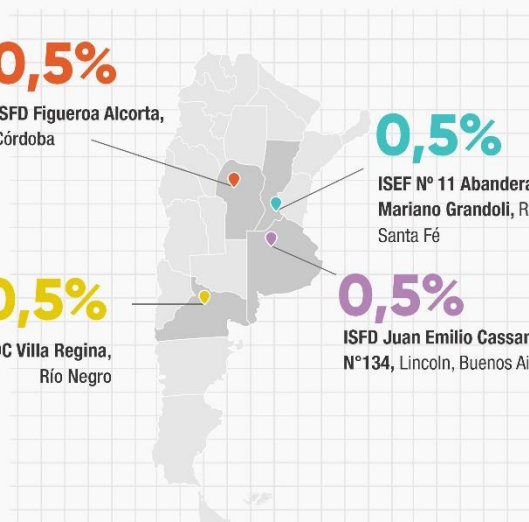 0,5%
ISFD Figueroa Alcorta,
Córdoba
0,5%
ISEF Nº 11 Abandera
Mariano Grandoli, R
Santa Fé
0,5%
Villa Regina,
Río Negro
0,5%
ISFD Juan Emilio Cassan
N°134, Lincoln, Buenos Ai